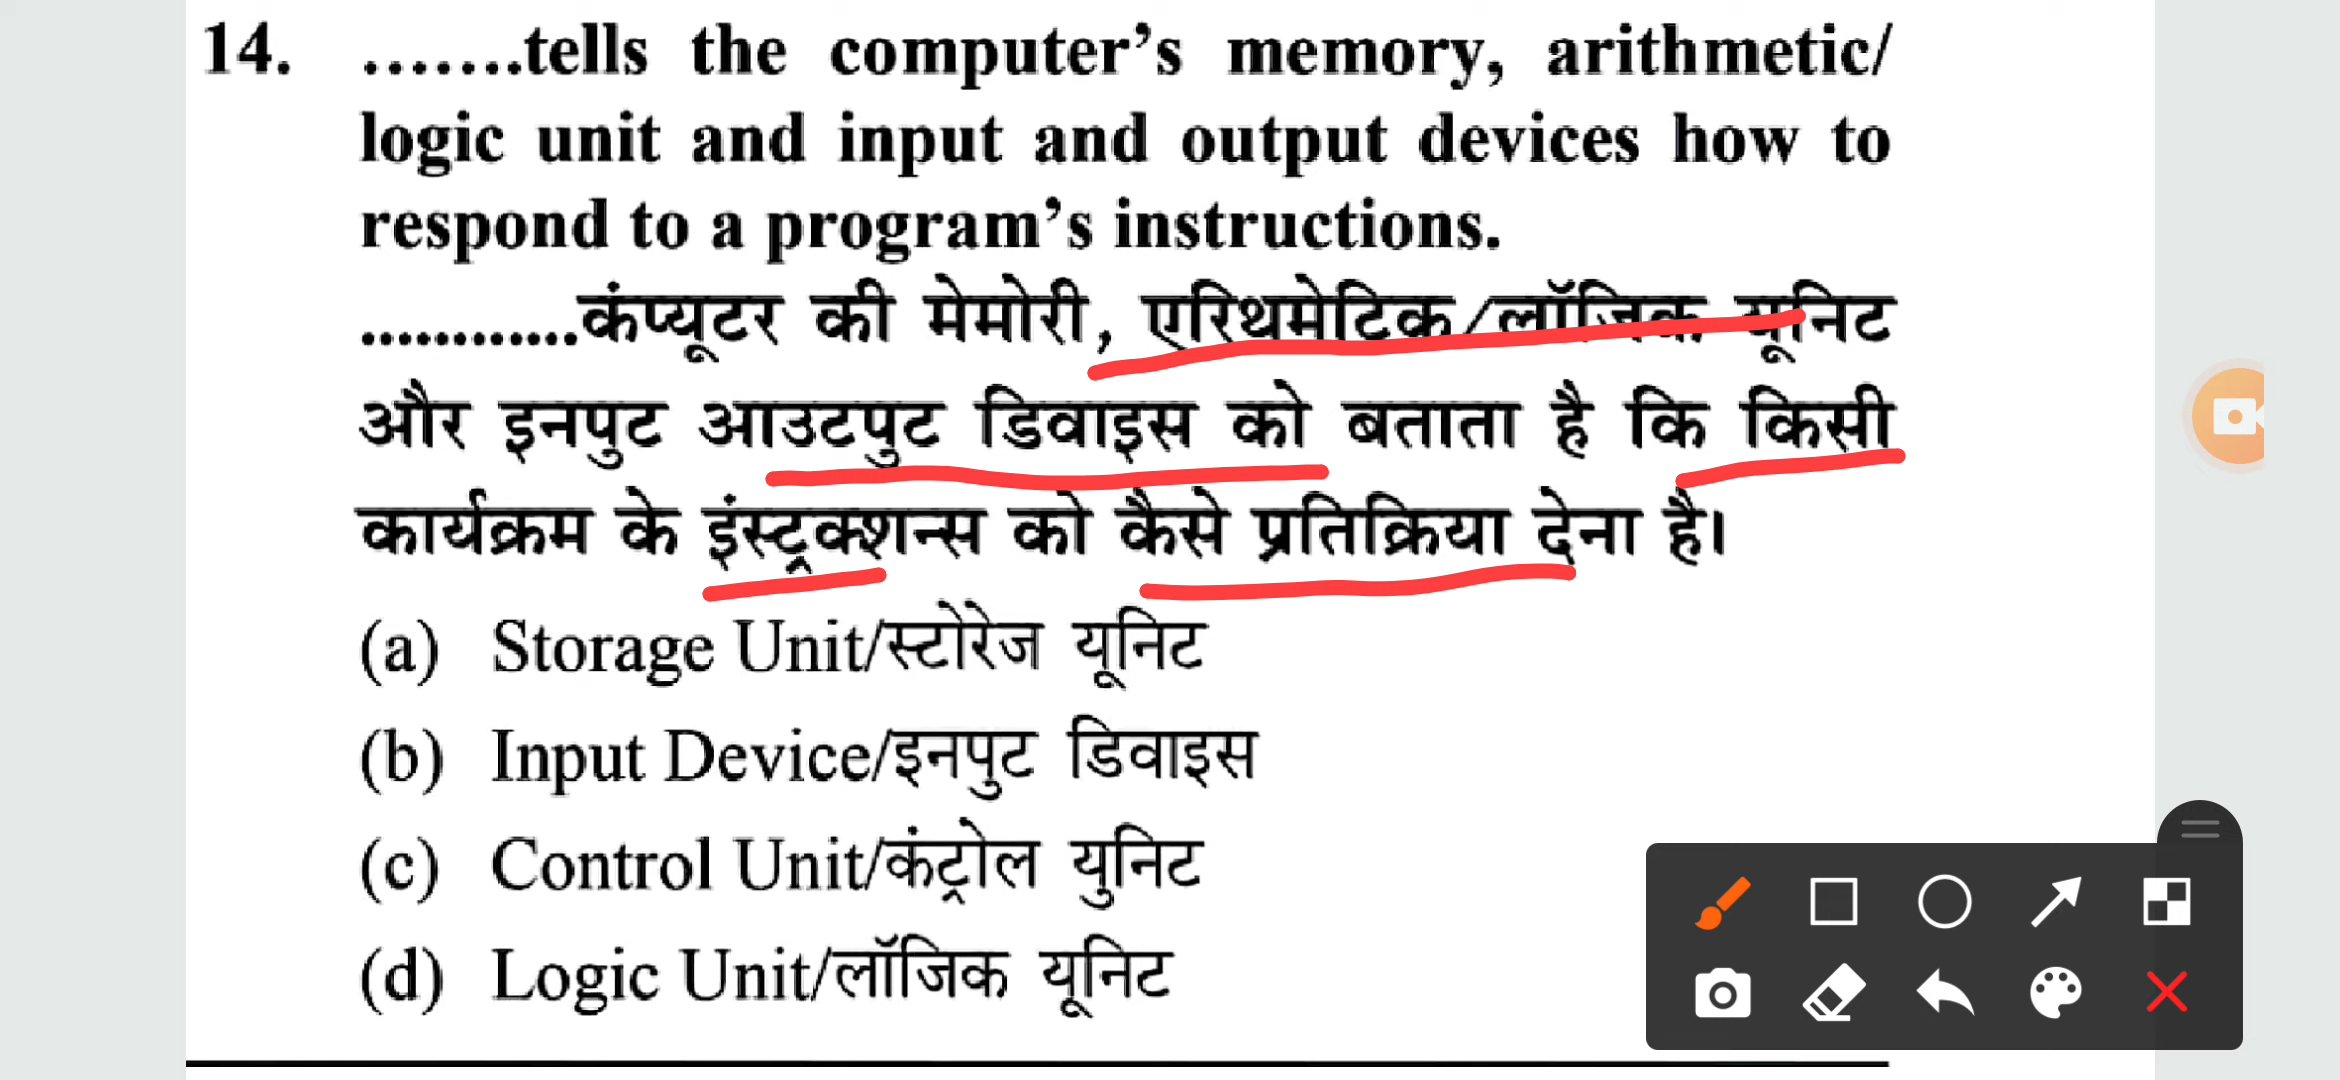 14. .......tells the computer's memory, arithmetic/
logic unit and input and output devices how to
respond to a program's instructions.
............कंप्यूटर की मेमोरी, एरिथमेटिक/लॉजिक यूनिट
और इनपुट आउटपुट डिवाइस को बताता है कि किसी
कार्यक्रम के इंस्ट्रक्शन्स को कैसे प्रतिक्रिया देना है।
(a) Storage Unit/स्टोरेज यूनिट
(b) Input Device/इनपुट डिवाइस
(c) Control Unit/कंट्रोल युनिट
(d) Logic Unit/लॉजिक यूनिट